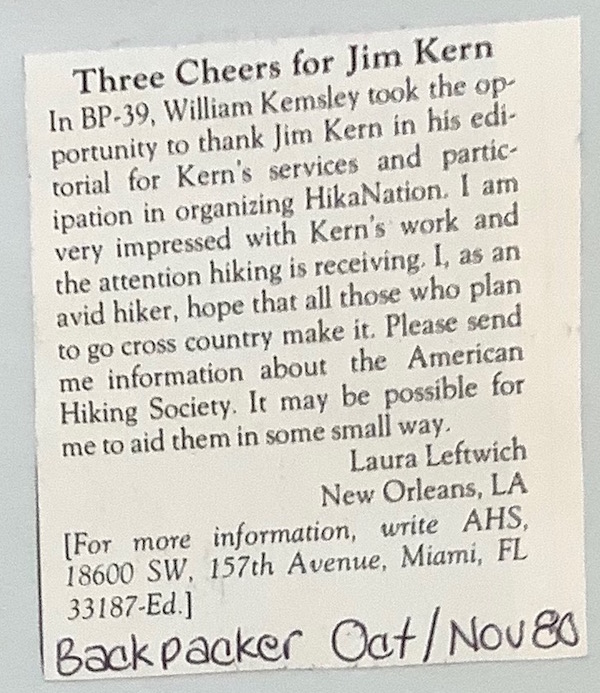 Three Cheers for Jim Kern
In BP-39, William Kemsley took the op-
portunity to thank Jim Kern in his edi-
torial for Kern's services and partic-
ipation in organizing HikaNation. I am
very impressed with Kern's work and
the attention hiking is receiving. I, as an
avid hiker, hope that all those who plan
to go cross country make it. Please send
me information about the American
Hiking Society. It may be possible for
me to aid them in some small way.
Laura Leftwich
New Orleans, LA
[For more information, write AHS,
18600 SW, 157th Avenue, Miami, FL
33187-Ed.]
Backpacker Oct/Nov 80